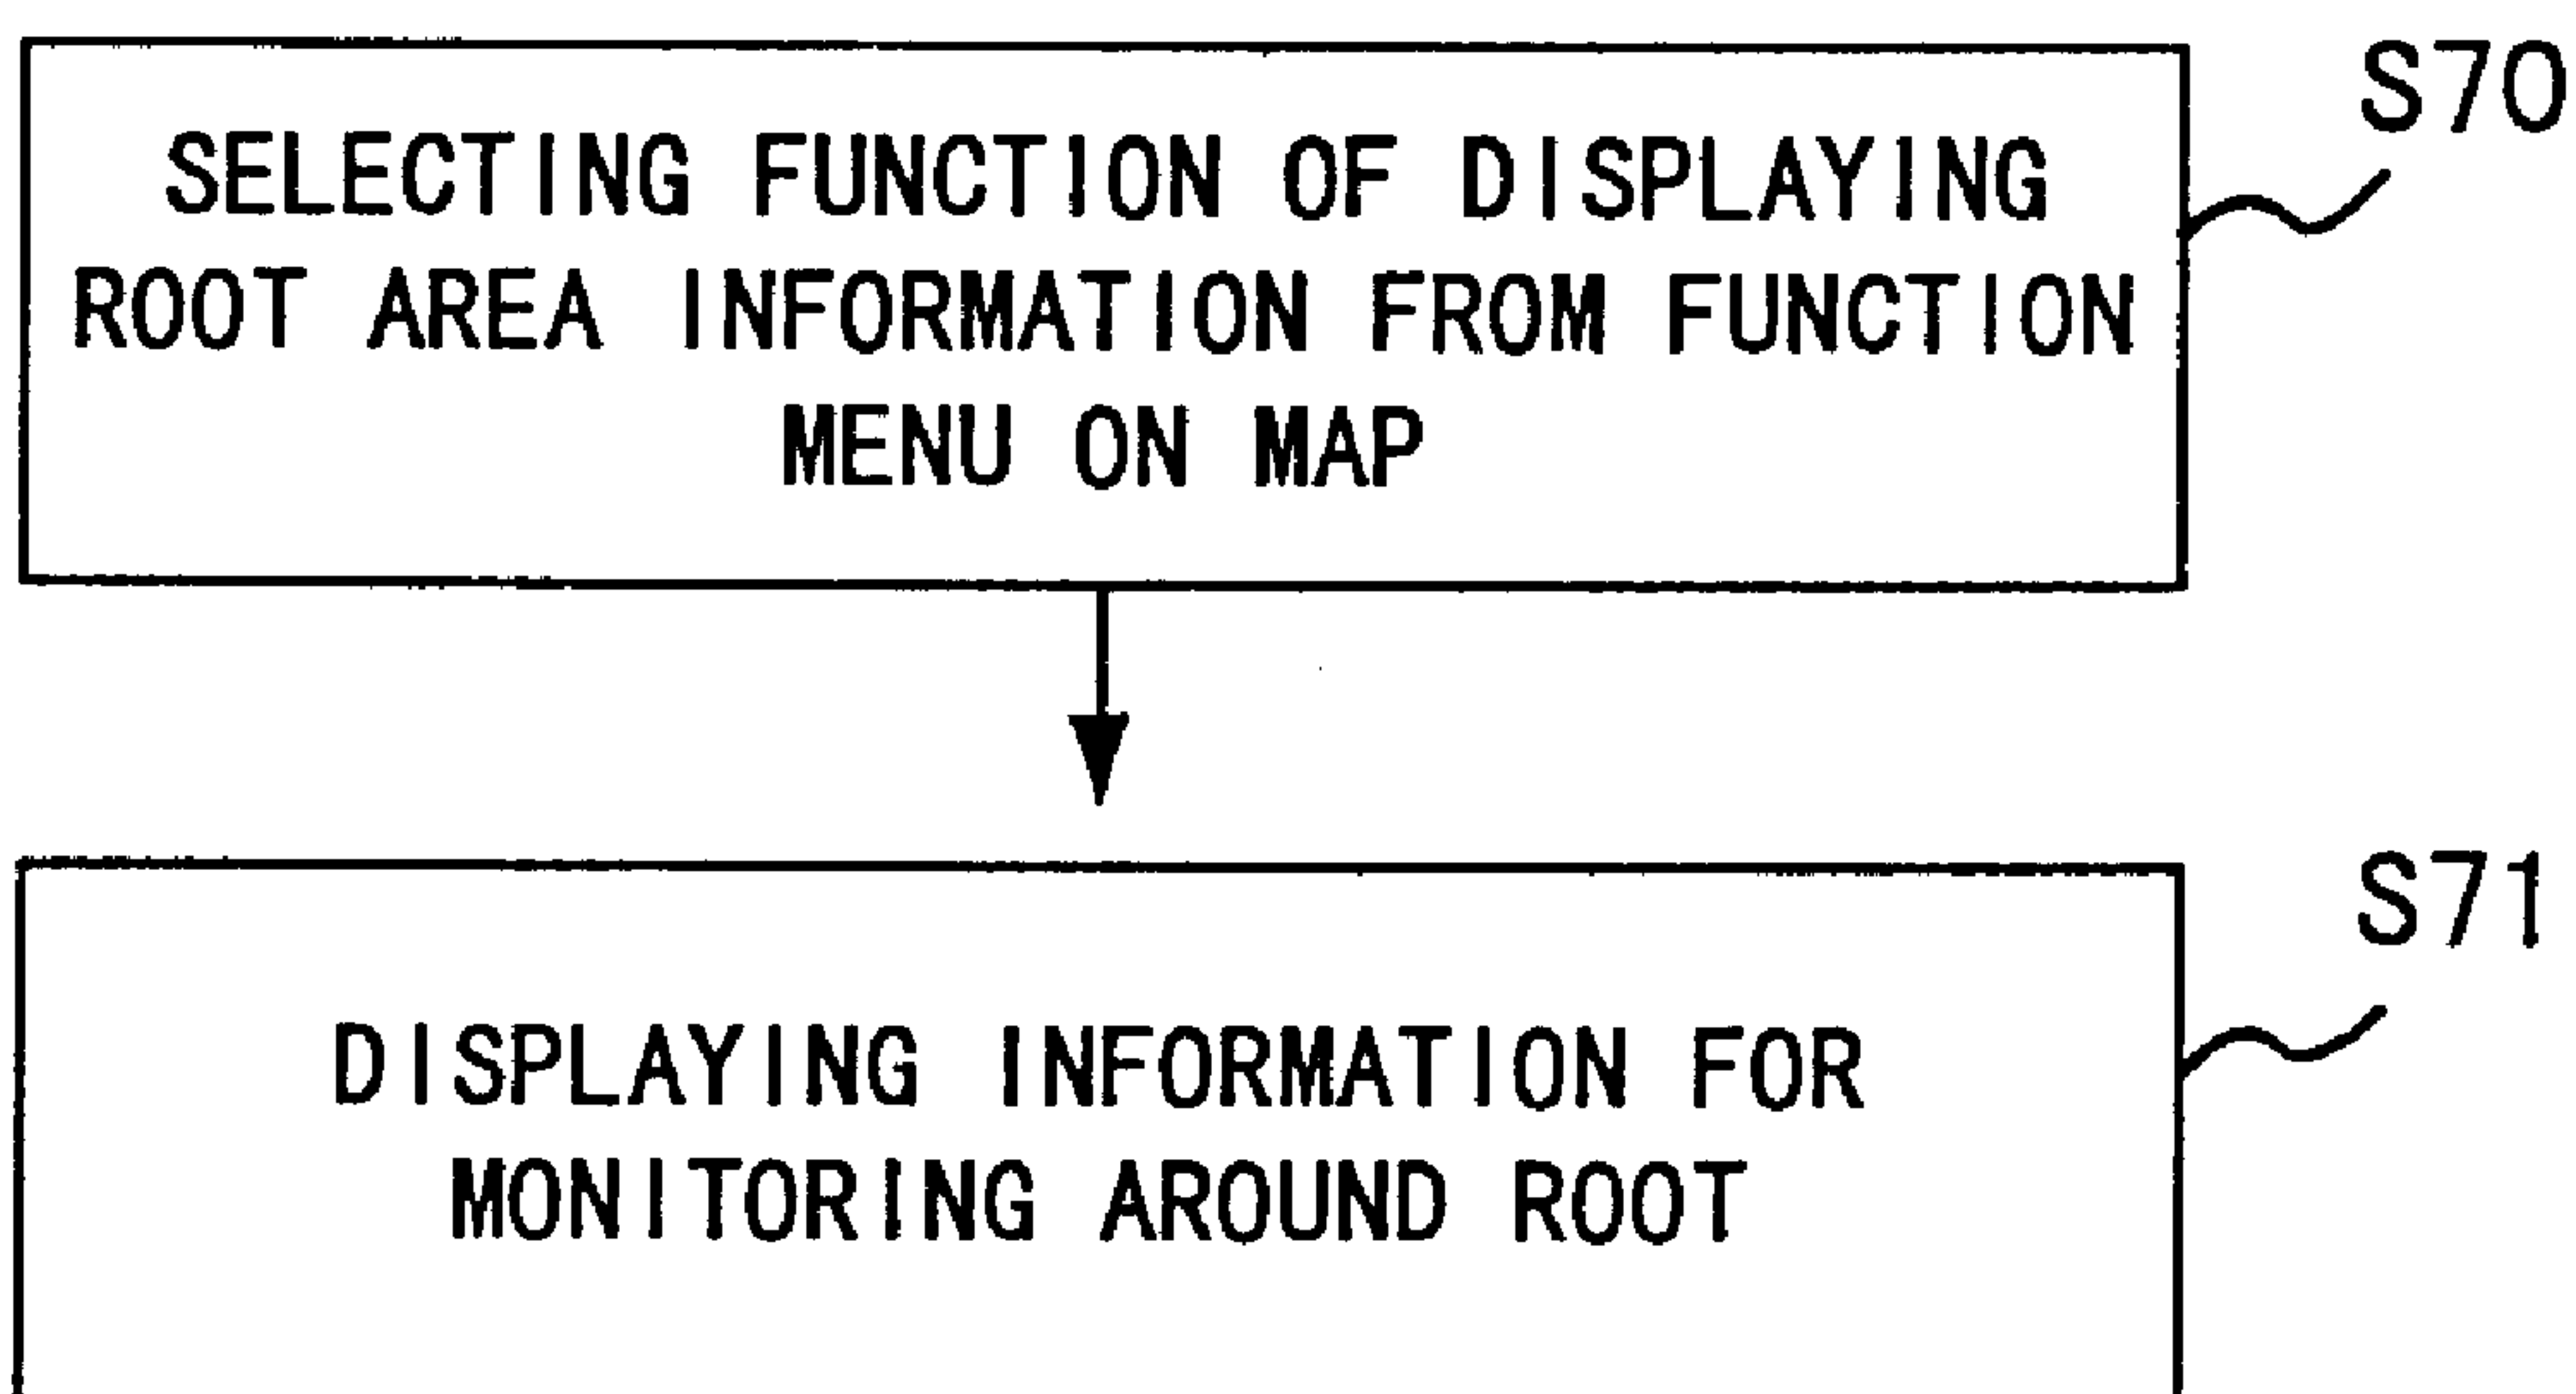 S70
SELECTING FUNCTION OF DISPLAYING
ROOT AREA INFORMATION FROM FUNCTION
MENU ON MAP
S71
DISPLAYING INFORMATION FOR
MONITORING AROUND ROOT